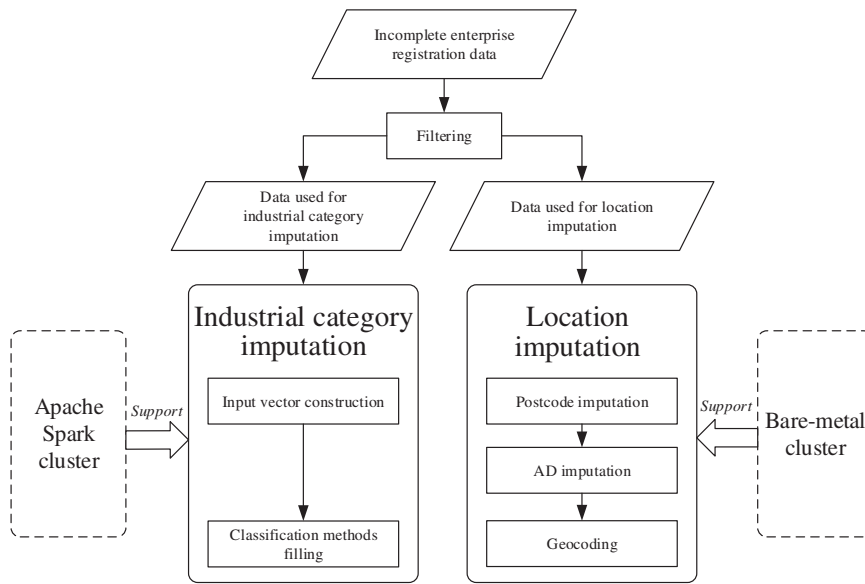 Incomplete enterprise
registration data
Filtering
Data used for
industrial category
imputation
Data used for location
imputation
Industrial category
imputation
Location
imputation
Apache
Spark
cluster
Support
Input vector construction
Classification methods
filling
Postcode imputation
AD imputation
Geocoding
Support
Bare-metal
cluster